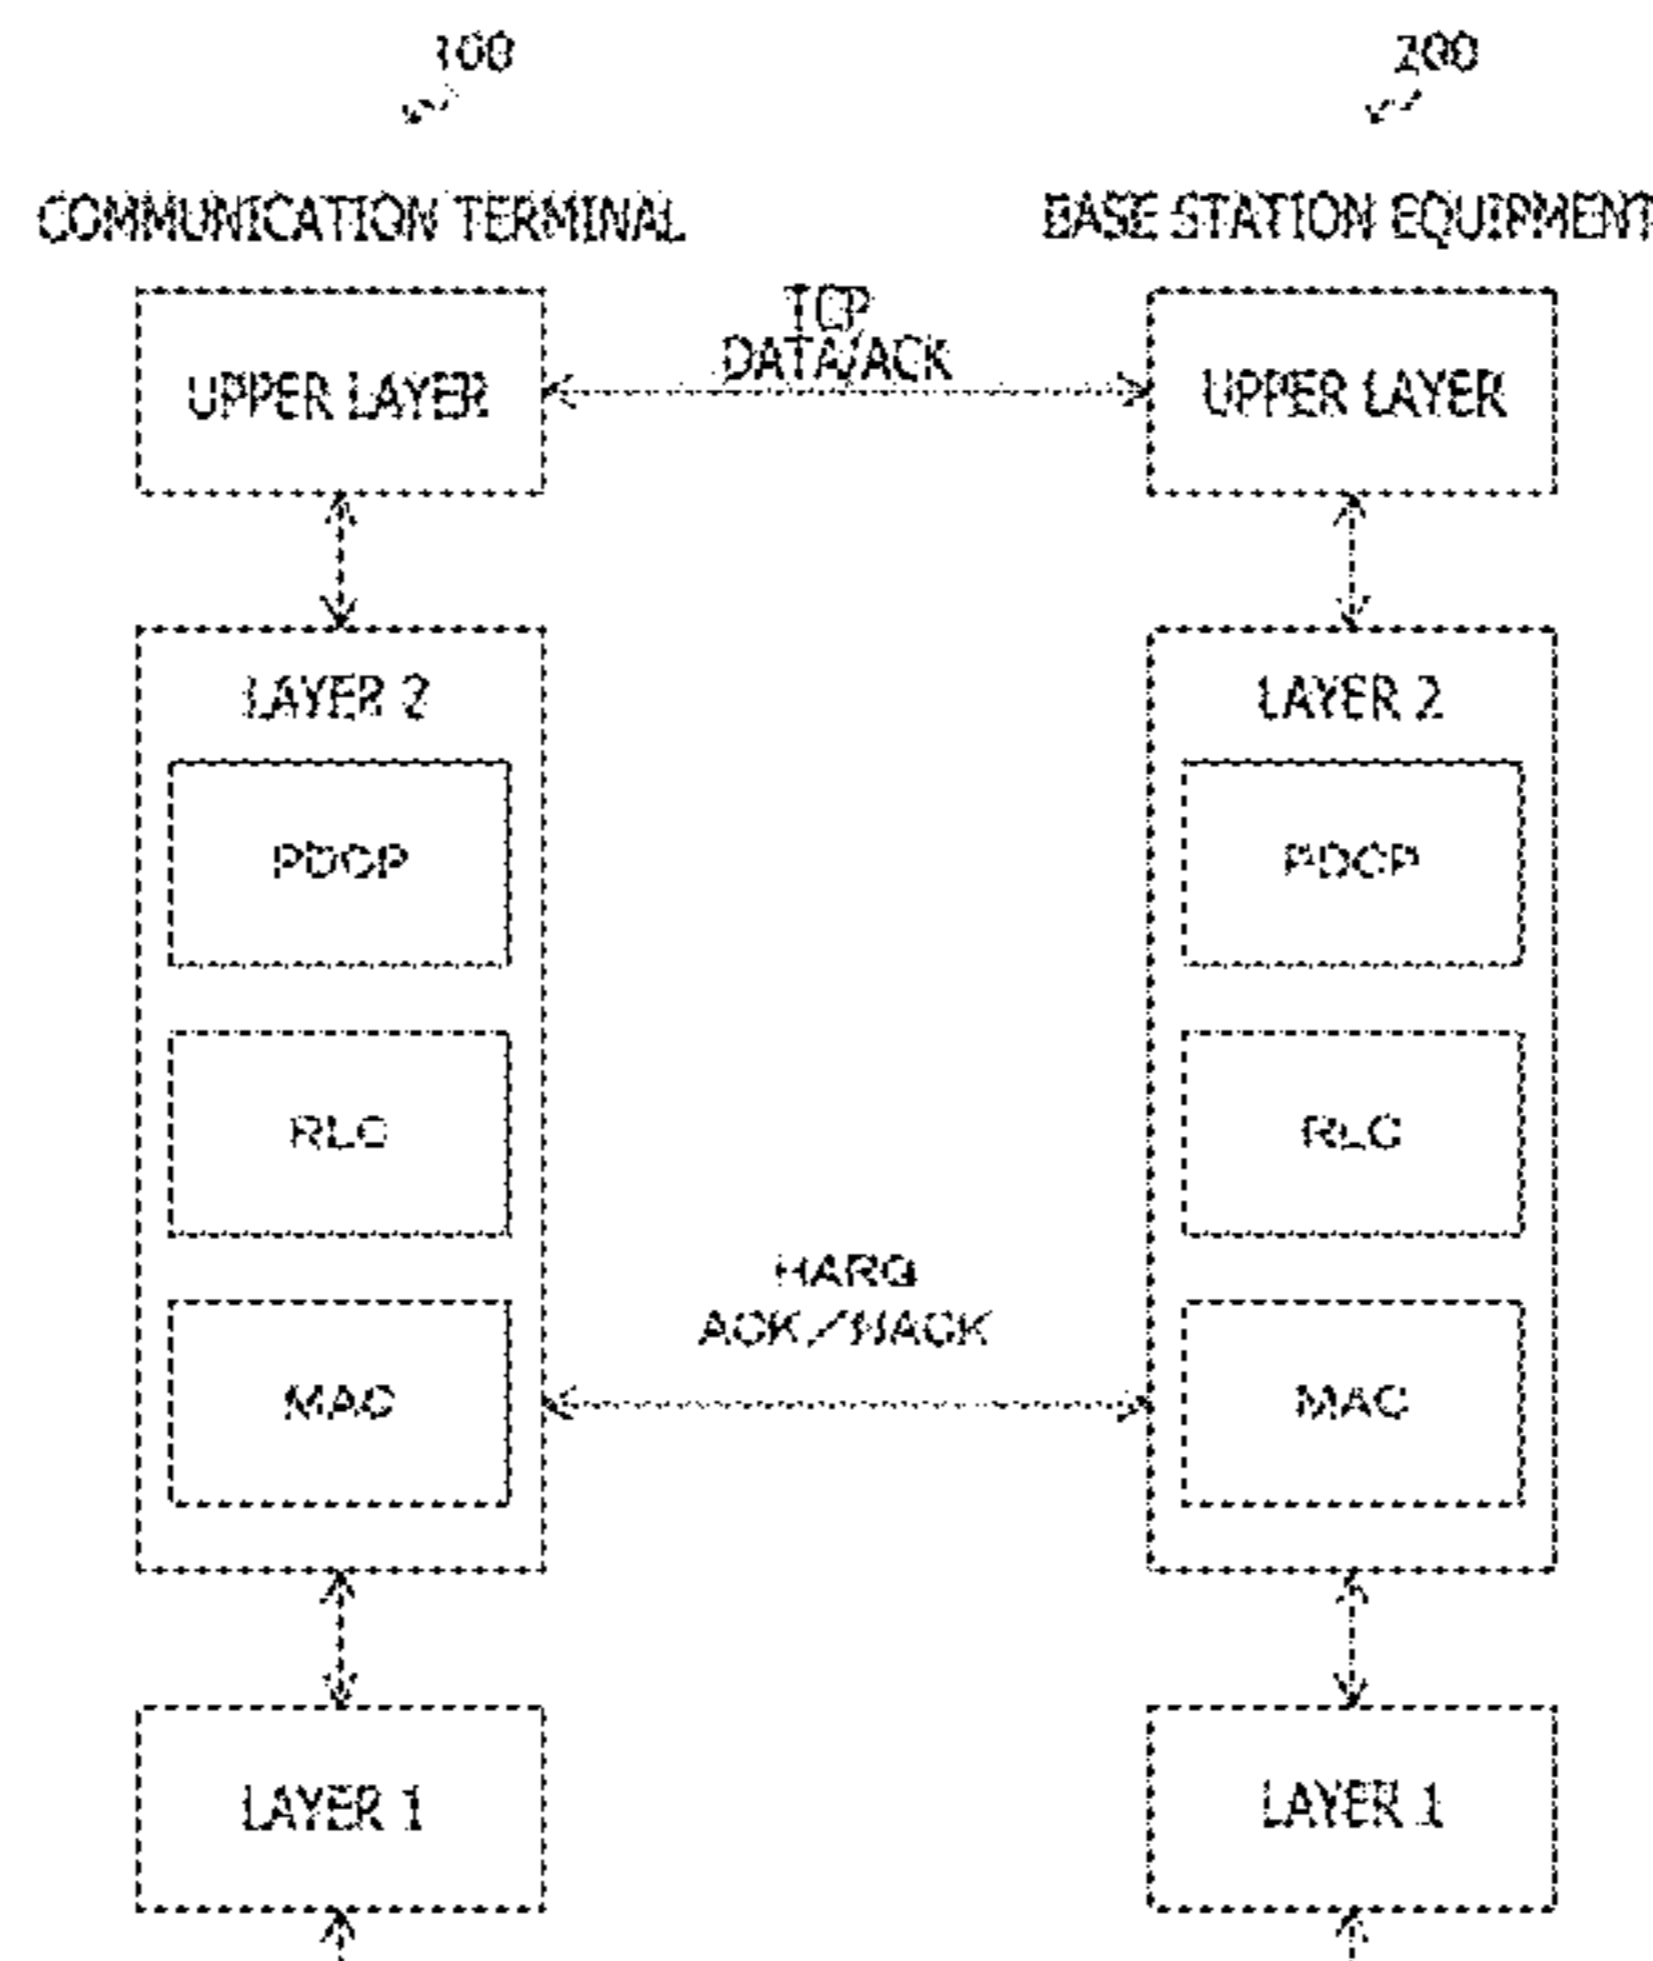 100
200
COMMUNICATION TERMINAL
BASE STATION EQUIPMENT
TCP
DATA/ACK
UPPER LAYER
UPPER LAYER
LAYER 2
LAYER 2
PDCP
PDCP
RLC
RLC
HARQ
ACK/NACK
MAC
MAC
LAYER 1
LAYER 1